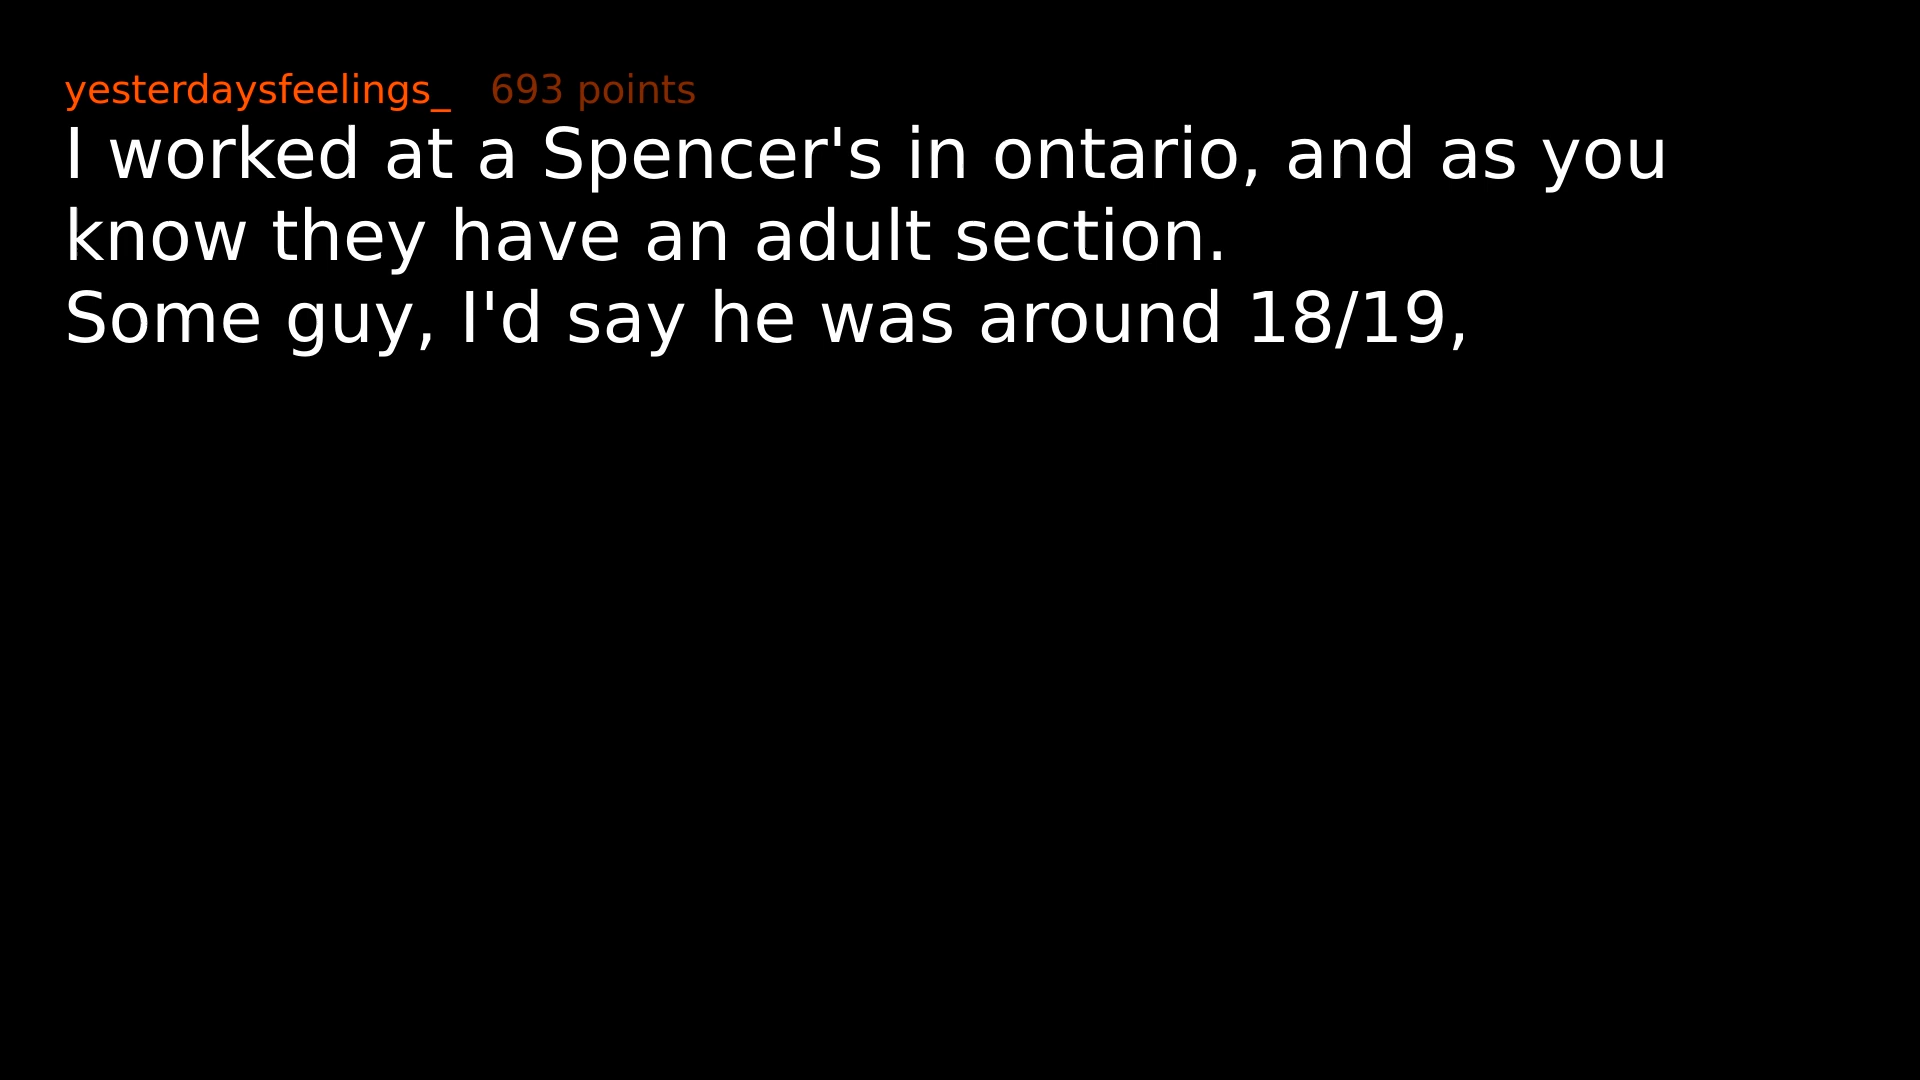 yesterdaysfeelings_ 693 points
I worked at a Spencer's in ontario, and as you
know they have an adult section.
Some guy, I'd say he was around 18/19,